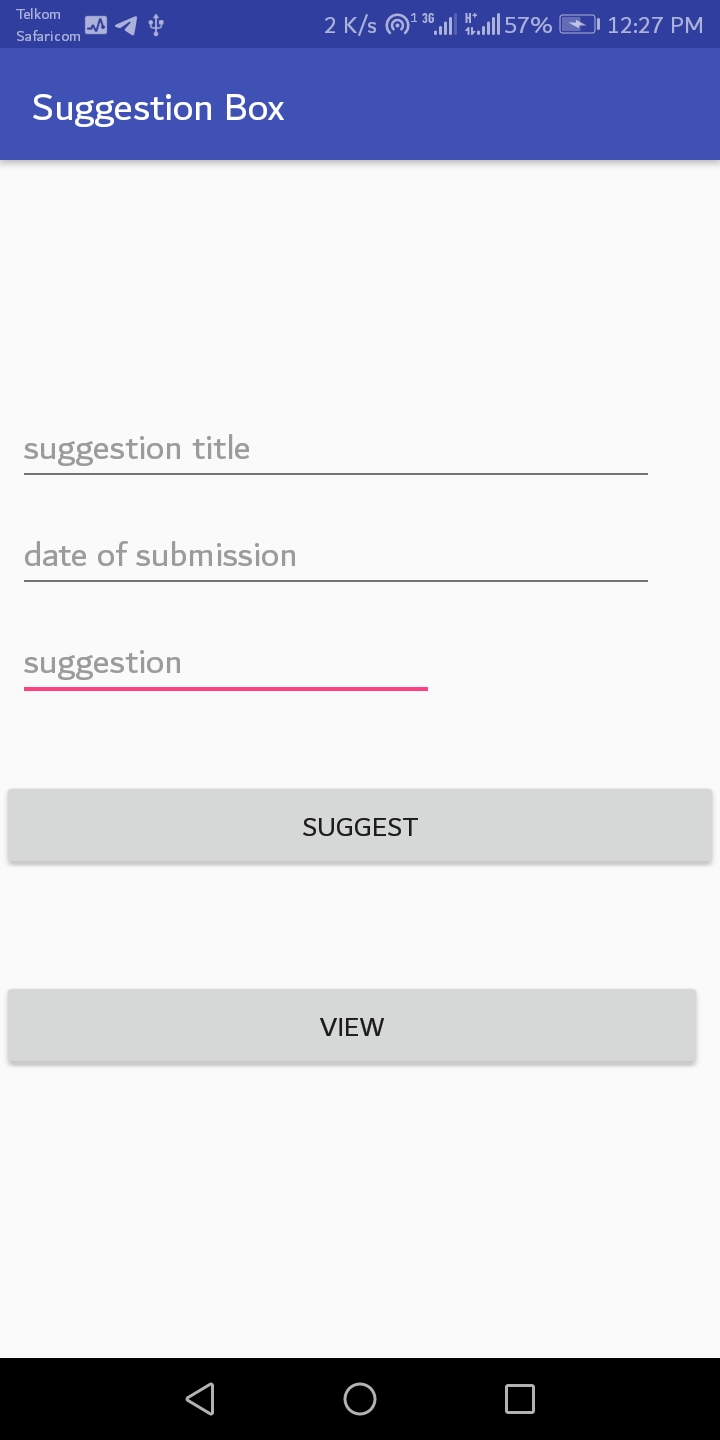 Telkom
Safaricom
2 K/s 1 3G H+ 57% 12:27 PM
Suggestion Box
suggestion title
date of submission
suggestion
SUGGEST
VIEW